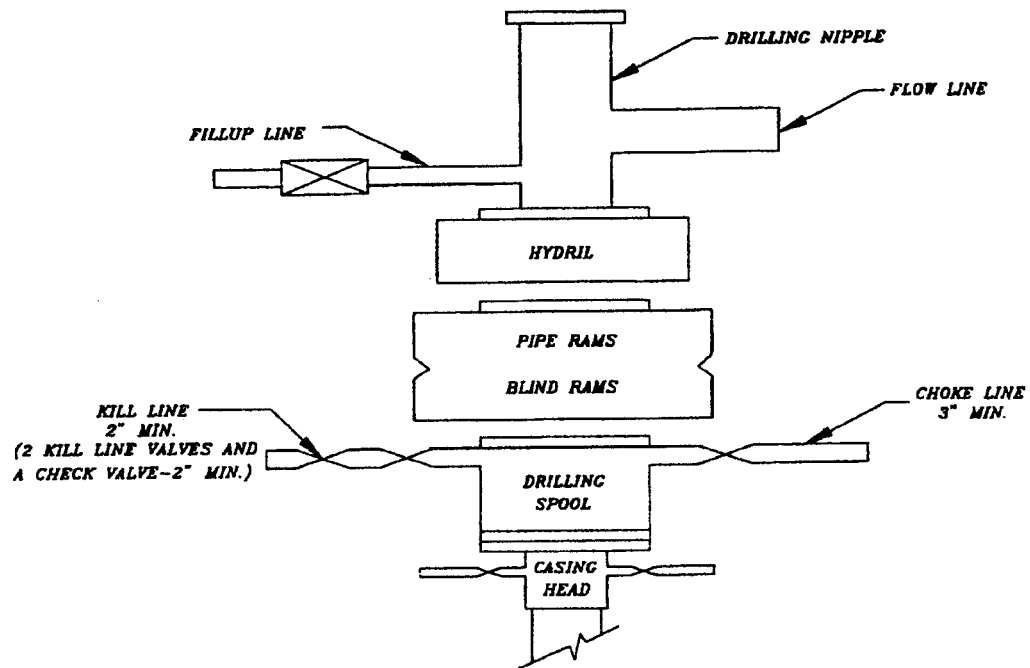 DRILLING NIPPLE
FLOW LINE
FILLUP LINE
HYDRIL
PIPE RAMS
BLIND RAMS
KILL LINE
2" MIN.
(2 KILL LINE VALVES AND
A CHECK VALVE-2" MIN.)
CHOKE LINE
3" MIN.
DRILLING
SPOOL
CASING
HEAD